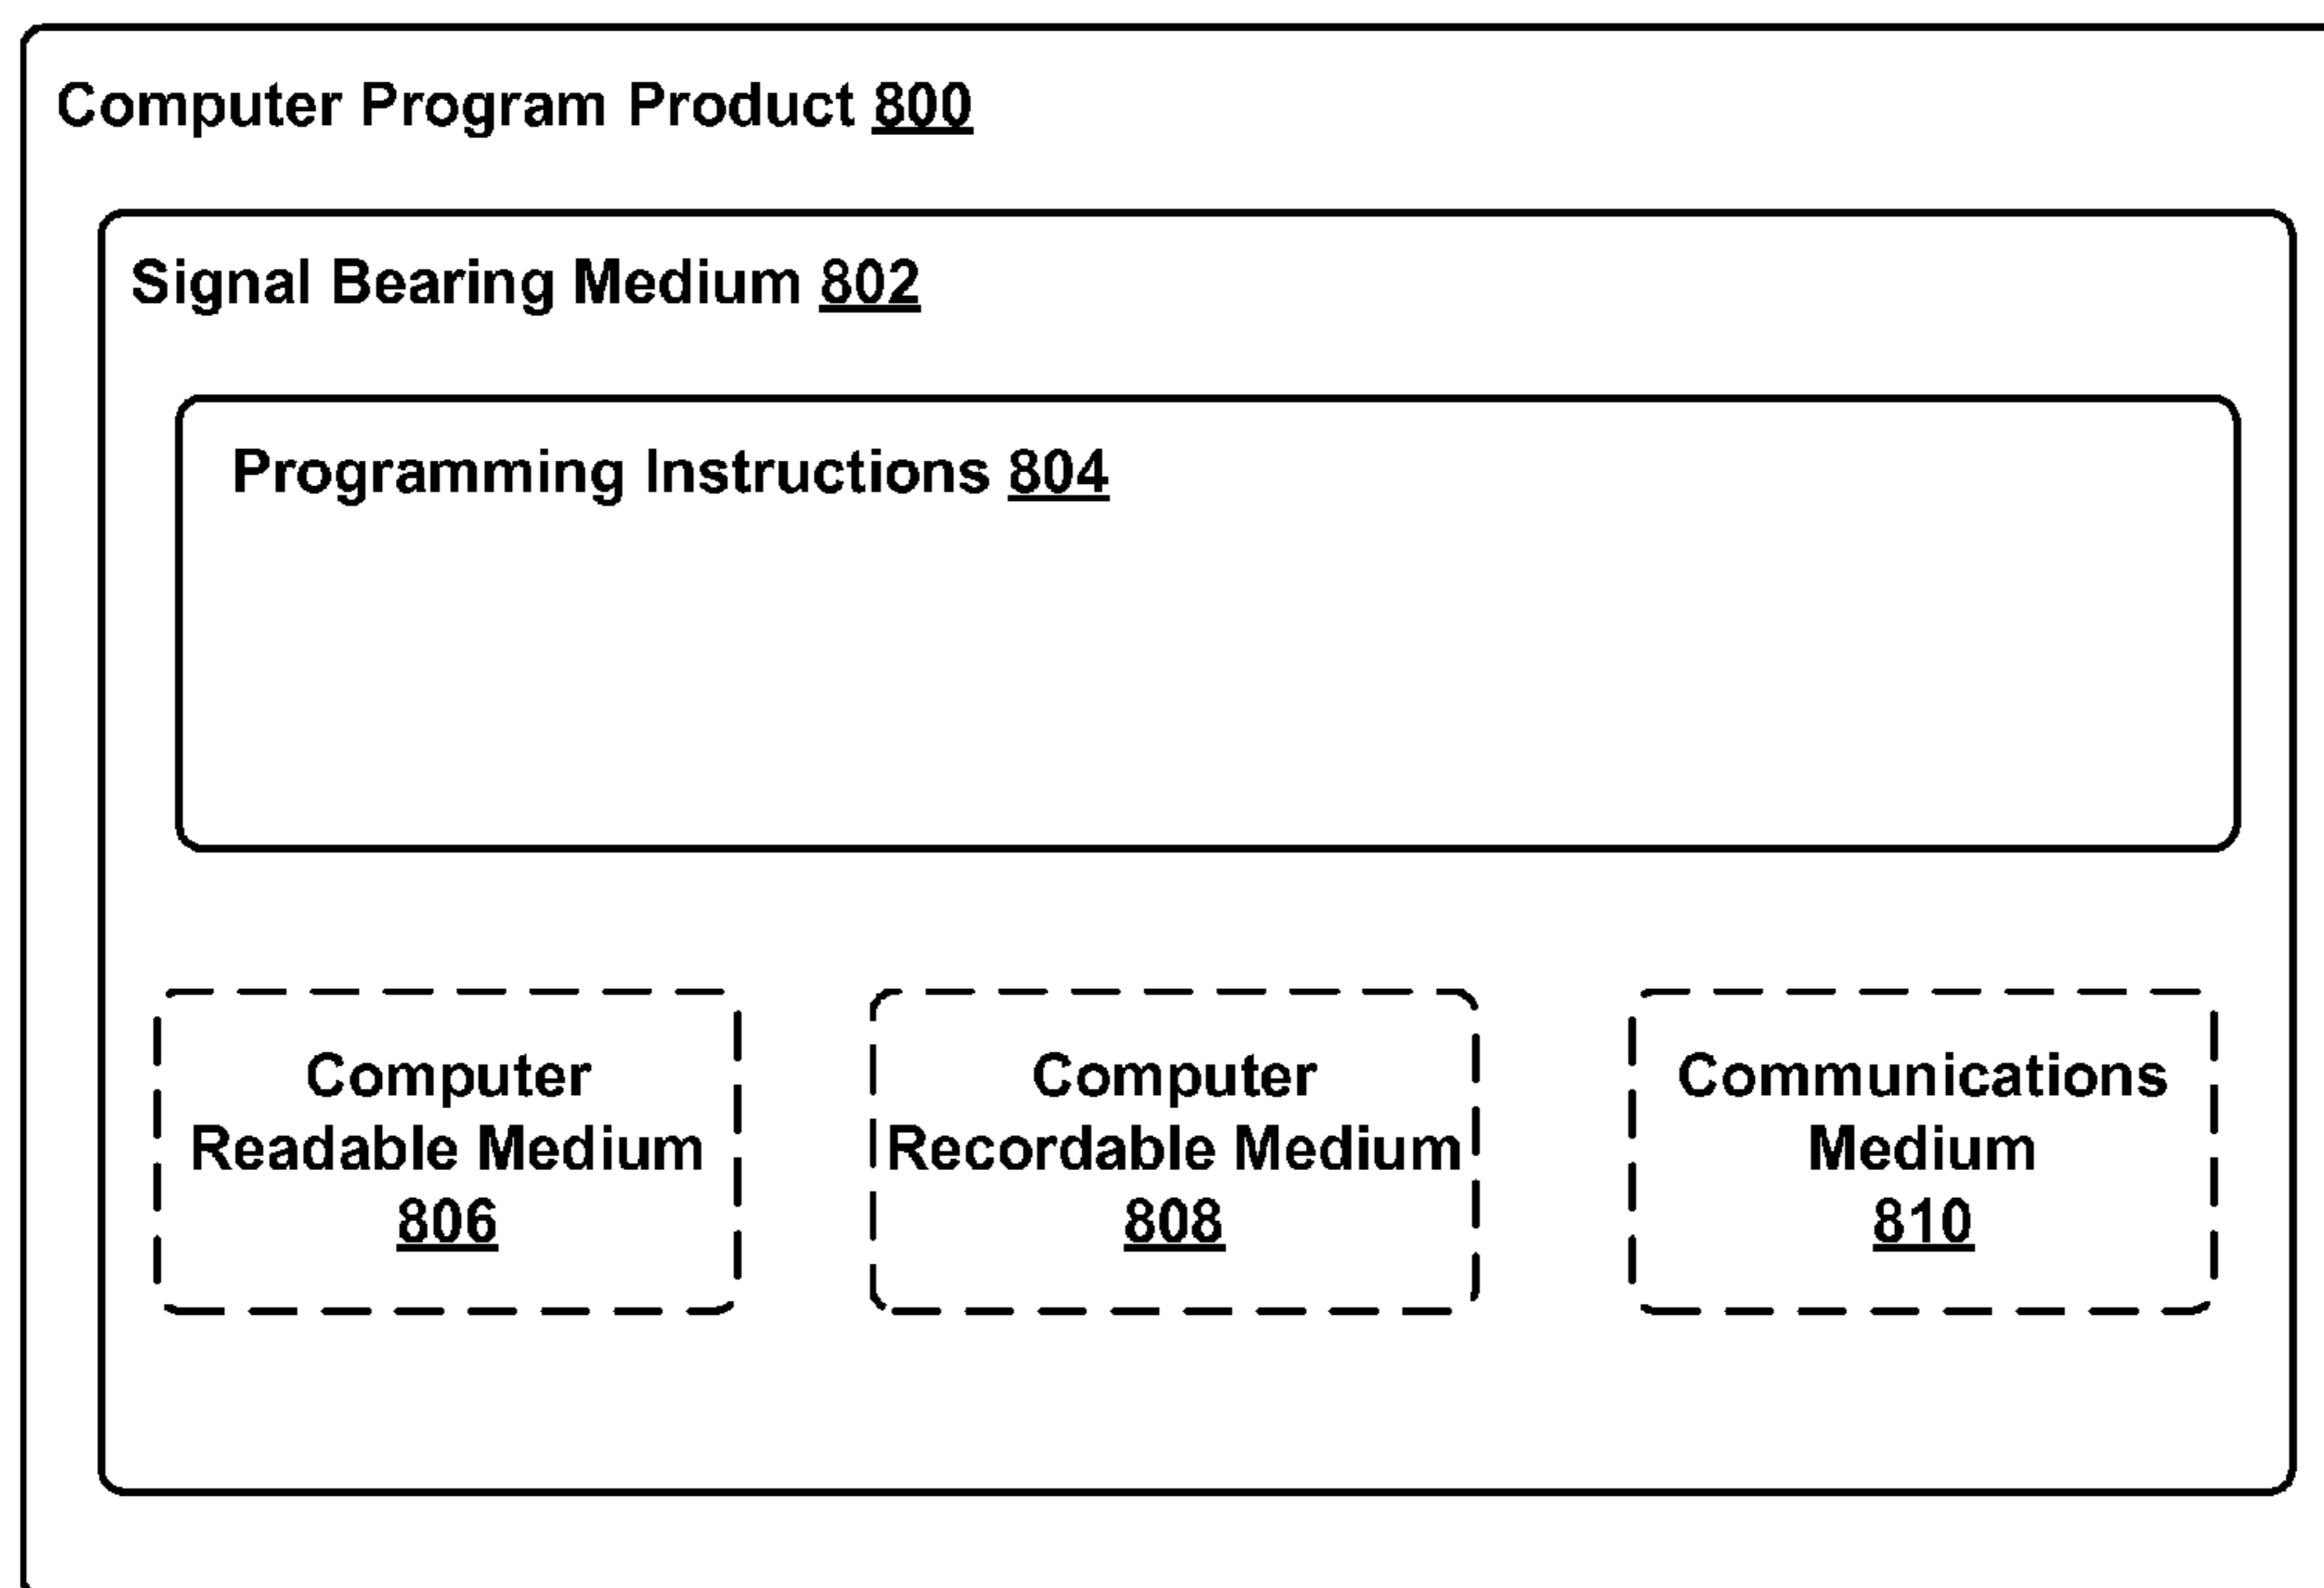 Computer Program Product 800
Signal Bearing Medium 802
Programming Instructions 804
Computer
Readable Medium
806
Computer
Recordable Medium
808
Communications
Medium
810